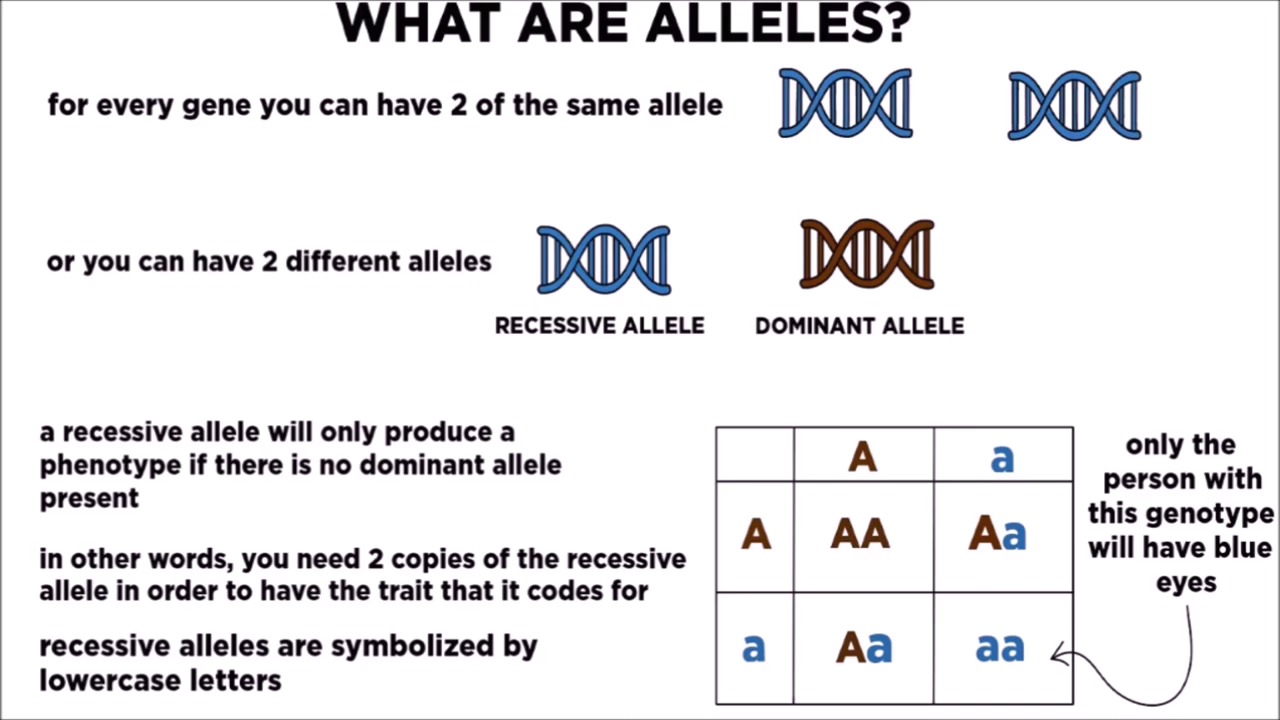 WHAT ARE ALLELES?
for every gene you can have 2 of the same allele
or you can have 2 different alleles
RECESSIVE ALLELE
DOMINANT ALLELE
a recessive allele will only produce a
phenotype if there is no dominant allele
present
in other words, you need 2 copies of the recessive
allele in order to have the trait that it codes for
recessive alleles are symbolized by
lowercase letters
A a
A AA Aa
a Aa aa
only the
person with
this genotype
will have blue
eyes